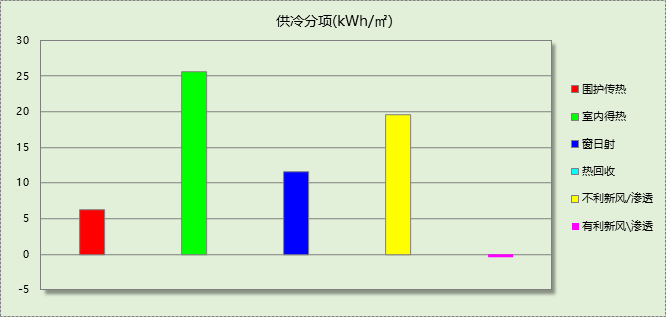 供冷分项(kWh/㎡)
30
25
20
15
10
5
0
-5
围护传热
室内得热
窗日射
热回收
不利新风/渗透
有利新风\渗透